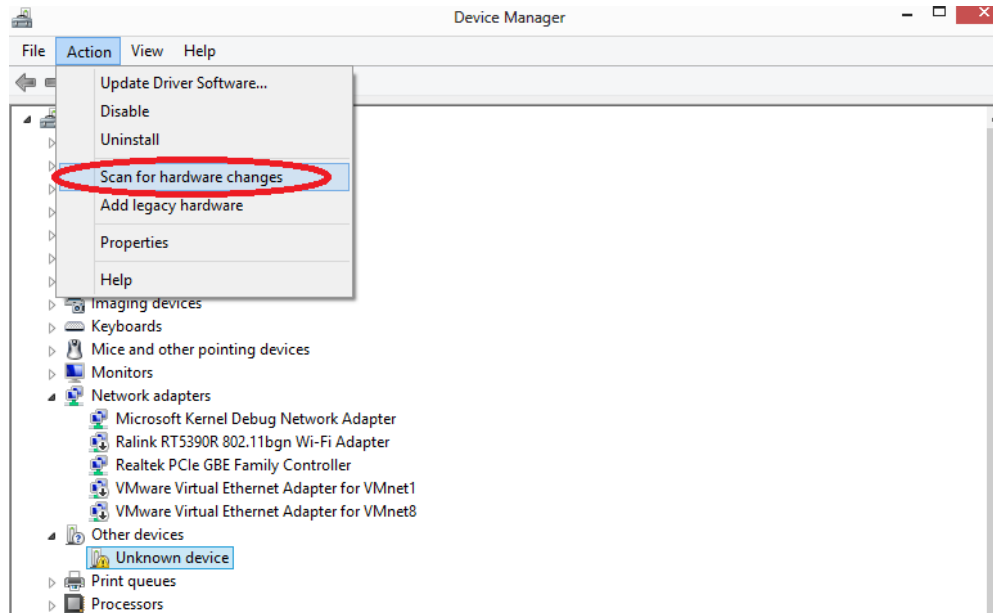 Device Manager
File Action View Help
Update Driver Software...
Disable
Uninstall
Scan for hardware changes
Add legacy hardware
Properties
Help
Imaging devices
Keyboards
Mice and other pointing devices
Monitors
Network adapters
Microsoft Kernel Debug Network Adapter
Ralink RT5390R 802.11bgn Wi-Fi Adapter
Realtek PCIe GBE Family Controller
VMware Virtual Ethernet Adapter for VMnet1
VMware Virtual Ethernet Adapter for VMnet8
Other devices
Unknown device
Print queues
Processors